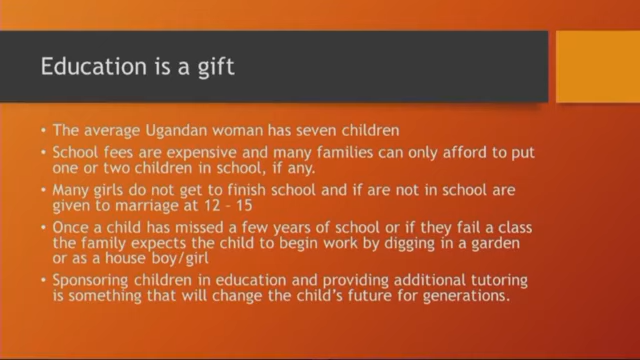 Education is a gift
• The average Ugandan woman has seven children
• School fees are expensive and many families can only afford to put
one or two children in school, if any.
• Many girls do not get to finish school and if are not in school are
given to marriage at 12 – 15
• Once a child has missed a few years of school or if they fail a class
the family expects the child to begin work by digging in a garden
or as a house boy/girl
• Sponsoring children in education and providing additional tutoring
is something that will change the child's future for generations.